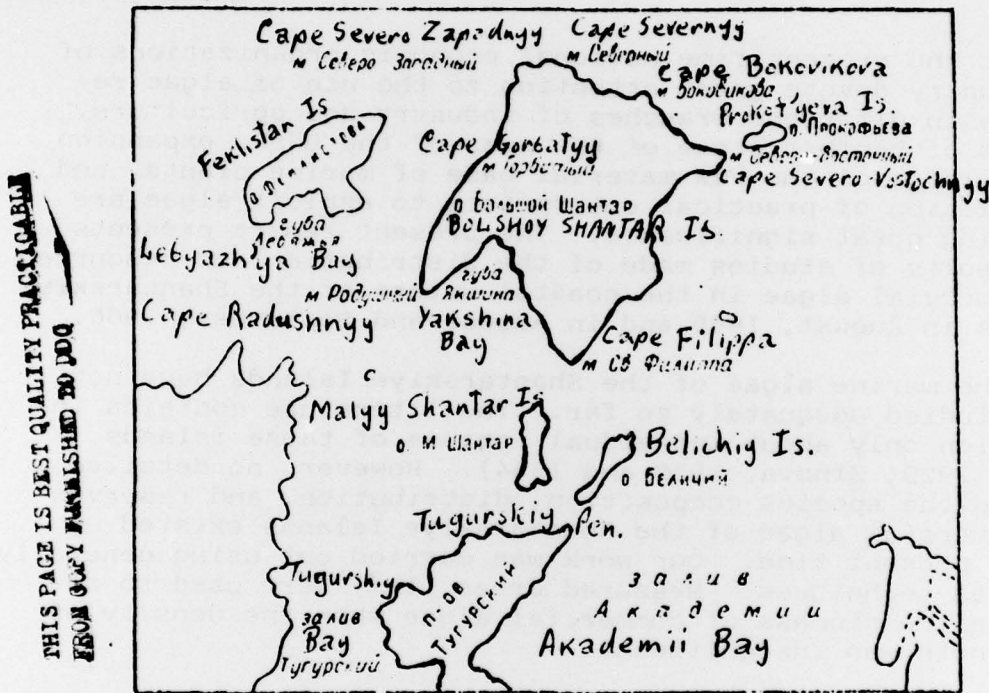 Cape Severo Zapadnyy
м Северо Западный
Cape Severnyy
м Северный
Cape Bokovikova
м Боковикова
Prokof'yeva Is.
о. Прокофьева
м Северо-Восточный
Cape Severo-Vostochnyy
Feklistar Is
о Феклистова
губа
Лебяжья
Lebyazh'ya Bay
Cape Gorbatyy
м Горбатый
о Большой Шантар
BOLSHOY SHANTAR Is.
м Радушный
Cape Radushnyy
губа
Якшина
Yakshina
Bay
Cape Filippa
м Св Филиппа
Malyy Shantar Is
о. М. Шантар
Belichiy Is.
о Величий
Tugurskiy Pen.
п-ов
Тугурский
Tugurskiy
залив
Bay
Тугурский
залив
Академии
Akademii Bay
THIS PAGE IS BEST QUALITY PRACTICABLE
FROM COPY FURNISHED TO DDQ